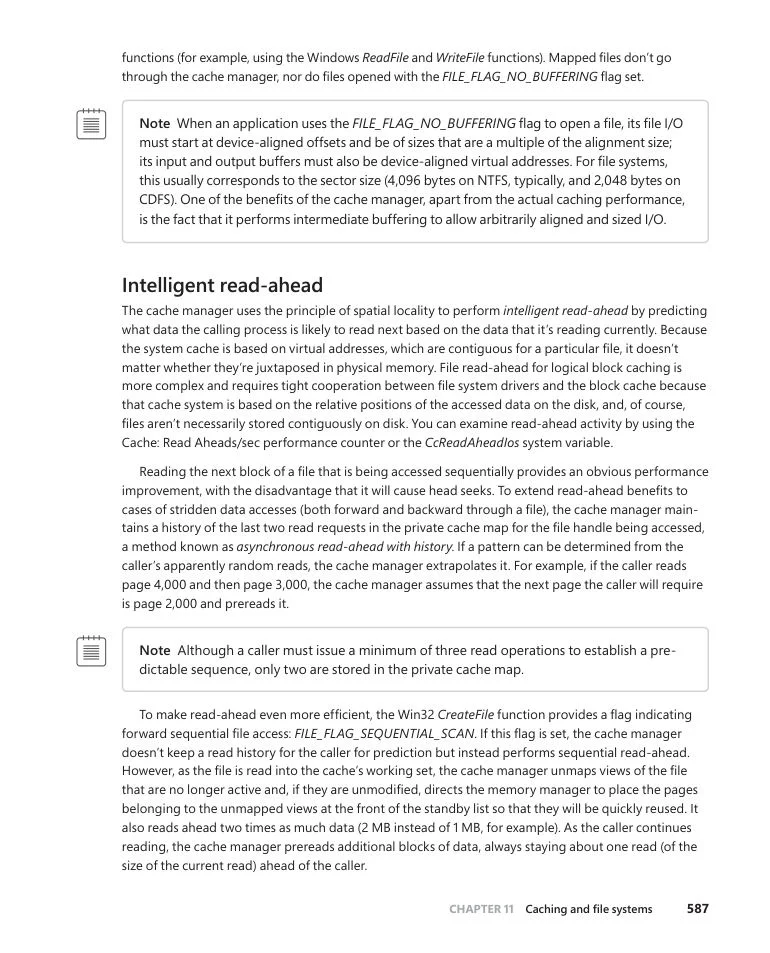 functions (for example, using the Windows ReadFile and WriteFile functions). Mapped files don't go
through the cache manager, nor do files opened with the FILE_FLAG_NO_BUFFERING flag set.
Note When an application uses the FILE_FLAG_NO_BUFFERING flag to open a file, its file I/O
must start at device-aligned offsets and be of sizes that are a multiple of the alignment size;
its input and output buffers must also be device-aligned virtual addresses. For file systems,
this usually corresponds to the sector size (4,096 bytes on NTFS, typically, and 2,048 bytes on
CDFS). One of the benefits of the cache manager, apart from the actual caching performance,
is the fact that it performs intermediate buffering to allow arbitrarily aligned and sized I/O.
Intelligent read-ahead
The cache manager uses the principle of spatial locality to perform intelligent read-ahead by predicting
what data the calling process is likely to read next based on the data that it's reading currently. Because
the system cache is based on virtual addresses, which are contiguous for a particular file, it doesn't
matter whether they're juxtaposed in physical memory. File read-ahead for logical block caching is
more complex and requires tight cooperation between file system drivers and the block cache because
that cache system is based on the relative positions of the accessed data on the disk, and, of course,
files aren't necessarily stored contiguously on disk. You can examine read-ahead activity by using the
Cache: Read Aheads/sec performance counter or the CcReadAheadIos system variable.
Reading the next block of a file that is being accessed sequentially provides an obvious performance
improvement, with the disadvantage that it will cause head seeks. To extend read-ahead benefits to
cases of stridden data accesses (both forward and backward through a file), the cache manager main-
tains a history of the last two read requests in the private cache map for the file handle being accessed,
a method known as asynchronous read-ahead with history. If a pattern can be determined from the
caller's apparently random reads, the cache manager extrapolates it. For example, if the caller reads
page 4,000 and then page 3,000, the cache manager assumes that the next page the caller will require
is page 2,000 and prereads it.
Note Although a caller must issue a minimum of three read operations to establish a pre-
dictable sequence, only two are stored in the private cache map.
To make read-ahead even more efficient, the Win32 CreateFile function provides a flag indicating
forward sequential file access: FILE_FLAG_SEQUENTIAL_SCAN. If this flag is set, the cache manager
doesn't keep a read history for the caller for prediction but instead performs sequential read-ahead.
However, as the file is read into the cache's working set, the cache manager unmaps views of the file
that are no longer active and, if they are unmodified, directs the memory manager to place the pages
belonging to the unmapped views at the front of the standby list so that they will be quickly reused. It
also reads ahead two times as much data (2 MB instead of 1 MB, for example). As the caller continues
reading, the cache manager prereads additional blocks of data, always staying about one read (of the
size of the current read) ahead of the caller.
CHAPTER 11 Caching and file systems 587